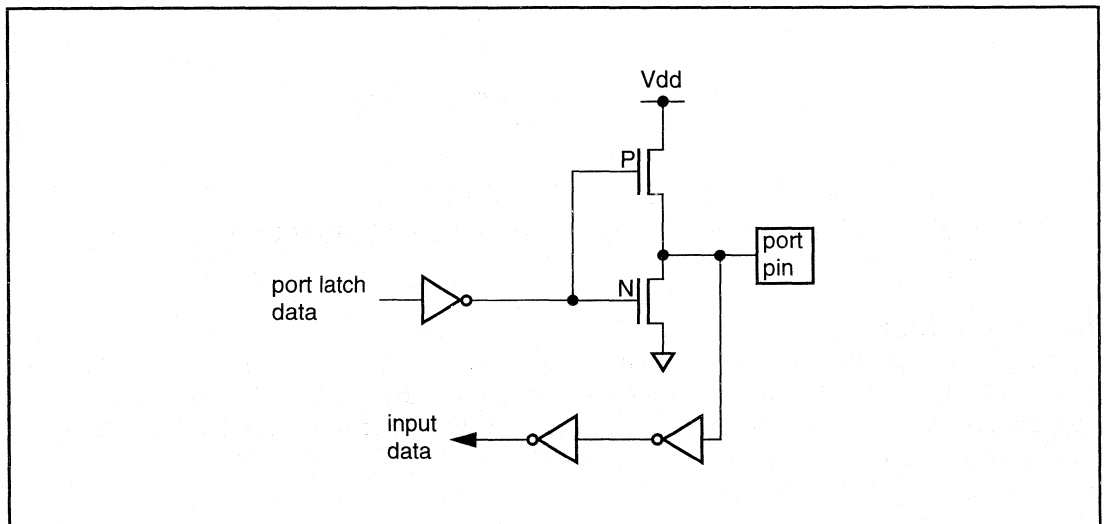 Vdd
P
port
pin
N
port latch
data
input
data